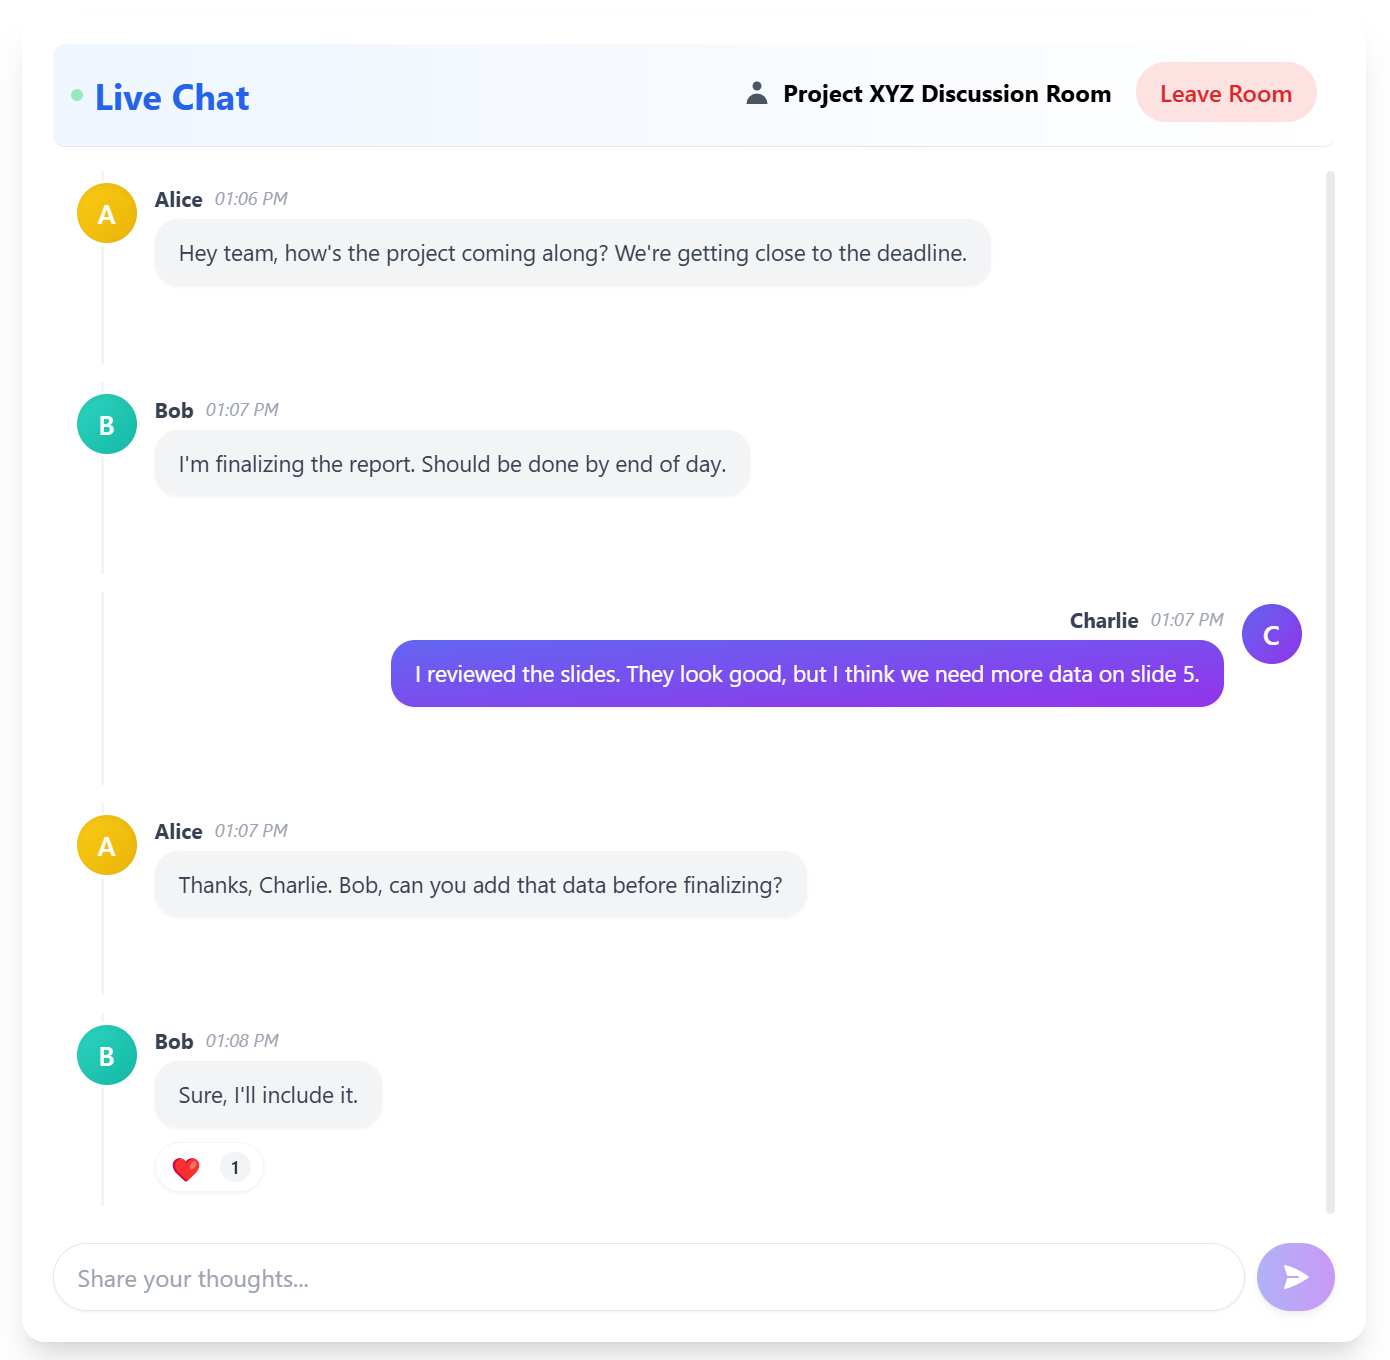 Live Chat
Project XYZ Discussion Room
Leave Room
A
Alice 01:06 PM
Hey team, how's the project coming along? We're getting close to the deadline.
B
Bob 01:07 PM
I'm finalizing the report. Should be done by end of day.
Charlie 01:07 PM
C
I reviewed the slides. They look good, but I think we need more data on slide 5.
A
Alice 01:07 PM
Thanks, Charlie. Bob, can you add that data before finalizing?
B
Bob 01:08 PM
Sure, I'll include it.
❤️ 1
Share your thoughts...